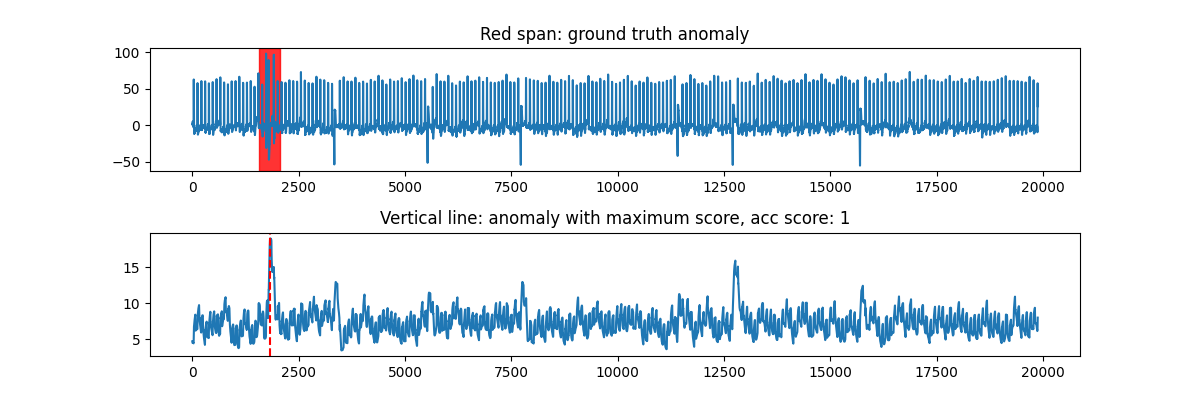 Red span: ground truth anomaly
100
50
0
−50
0 2500 5000 7500 10000 12500 15000 17500 20000
Vertical line: anomaly with maximum score, acc score: 1
15
10
5
0 2500 5000 7500 10000 12500 15000 17500 20000